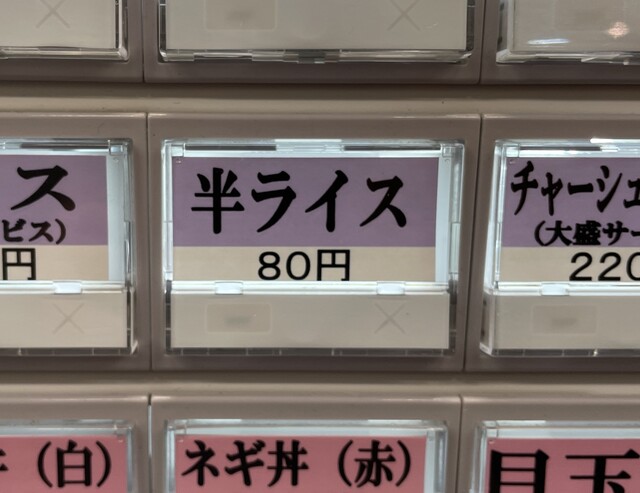 ス
ビス）
円
半ライス
80円
チャーシュ
（大盛サー
220
（白）
ネギ丼（赤）
目玉